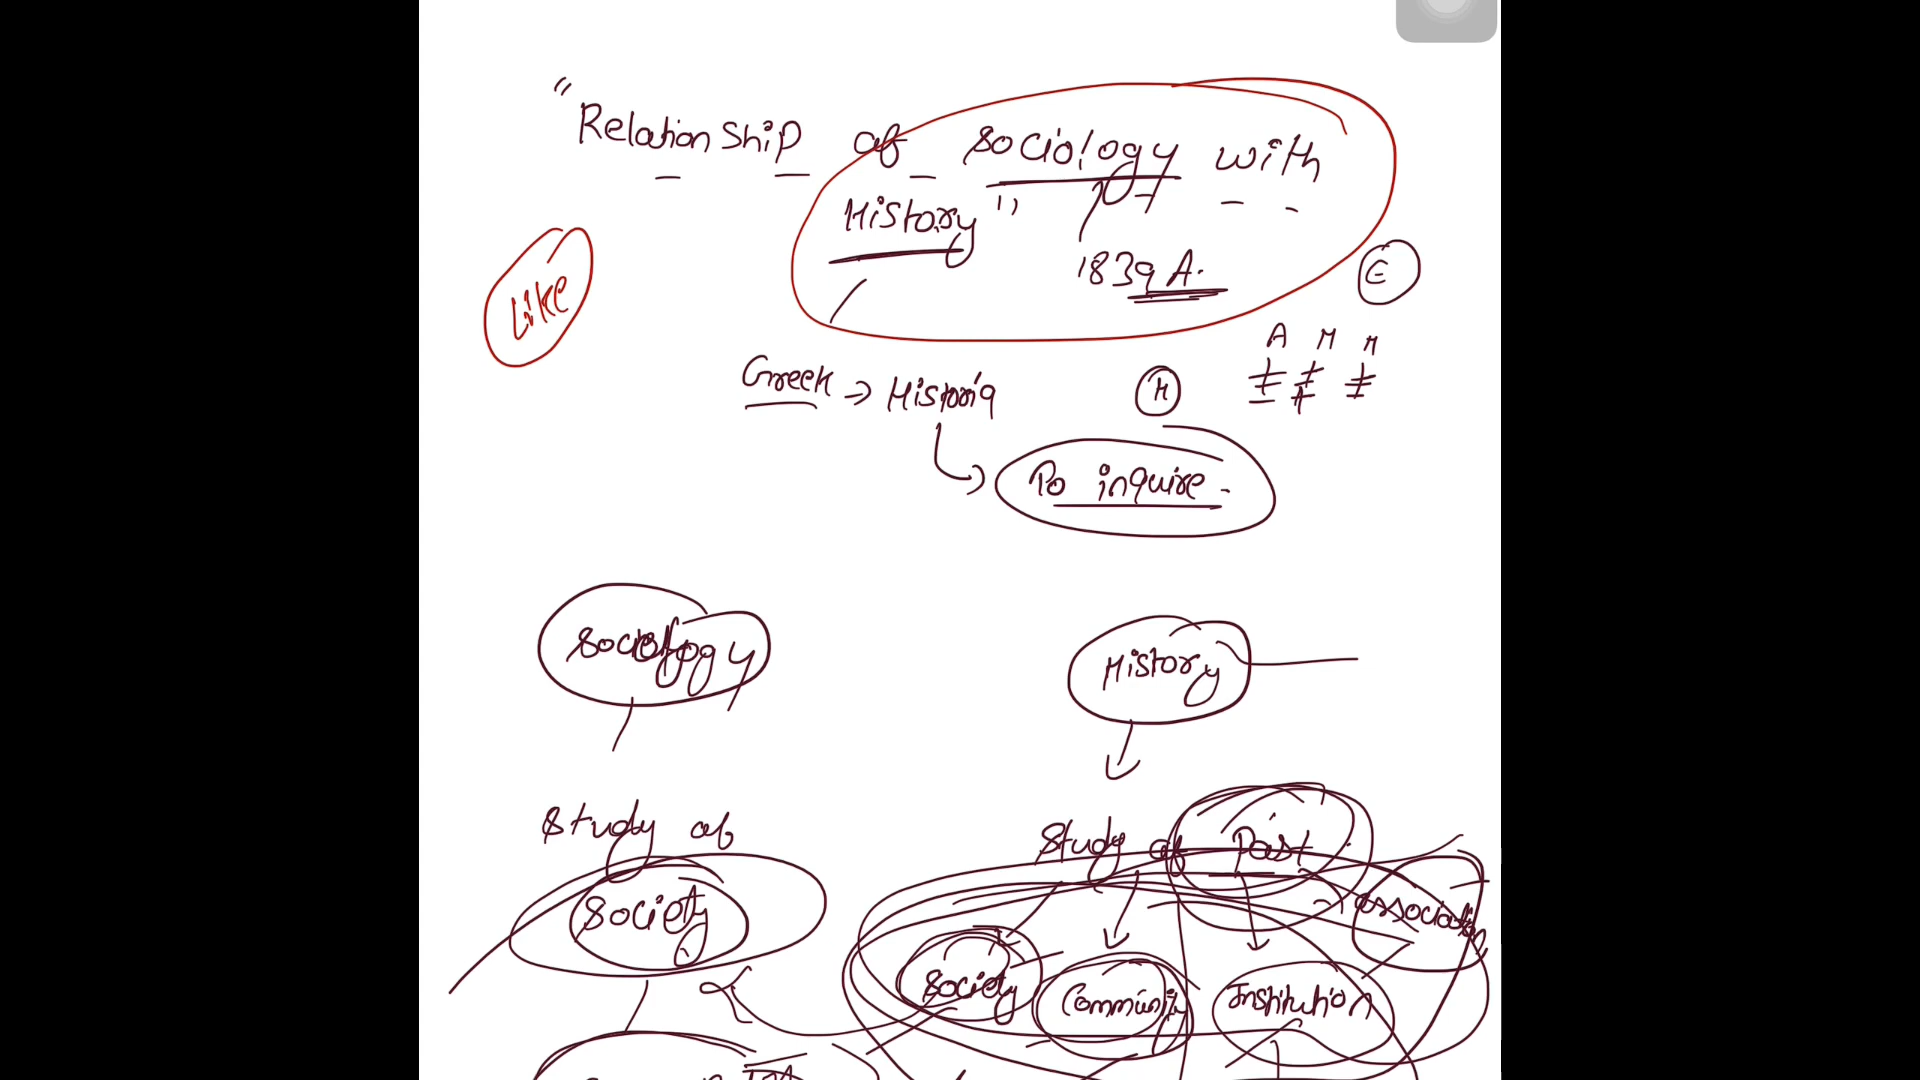 "Relationship of Sociology with
History"
1839 A.
Like
E
A M M
Greek → Historia
H
To inquire -
Sociology
History
Study of
Society
Study of Past
Association
Society
Community
Institution